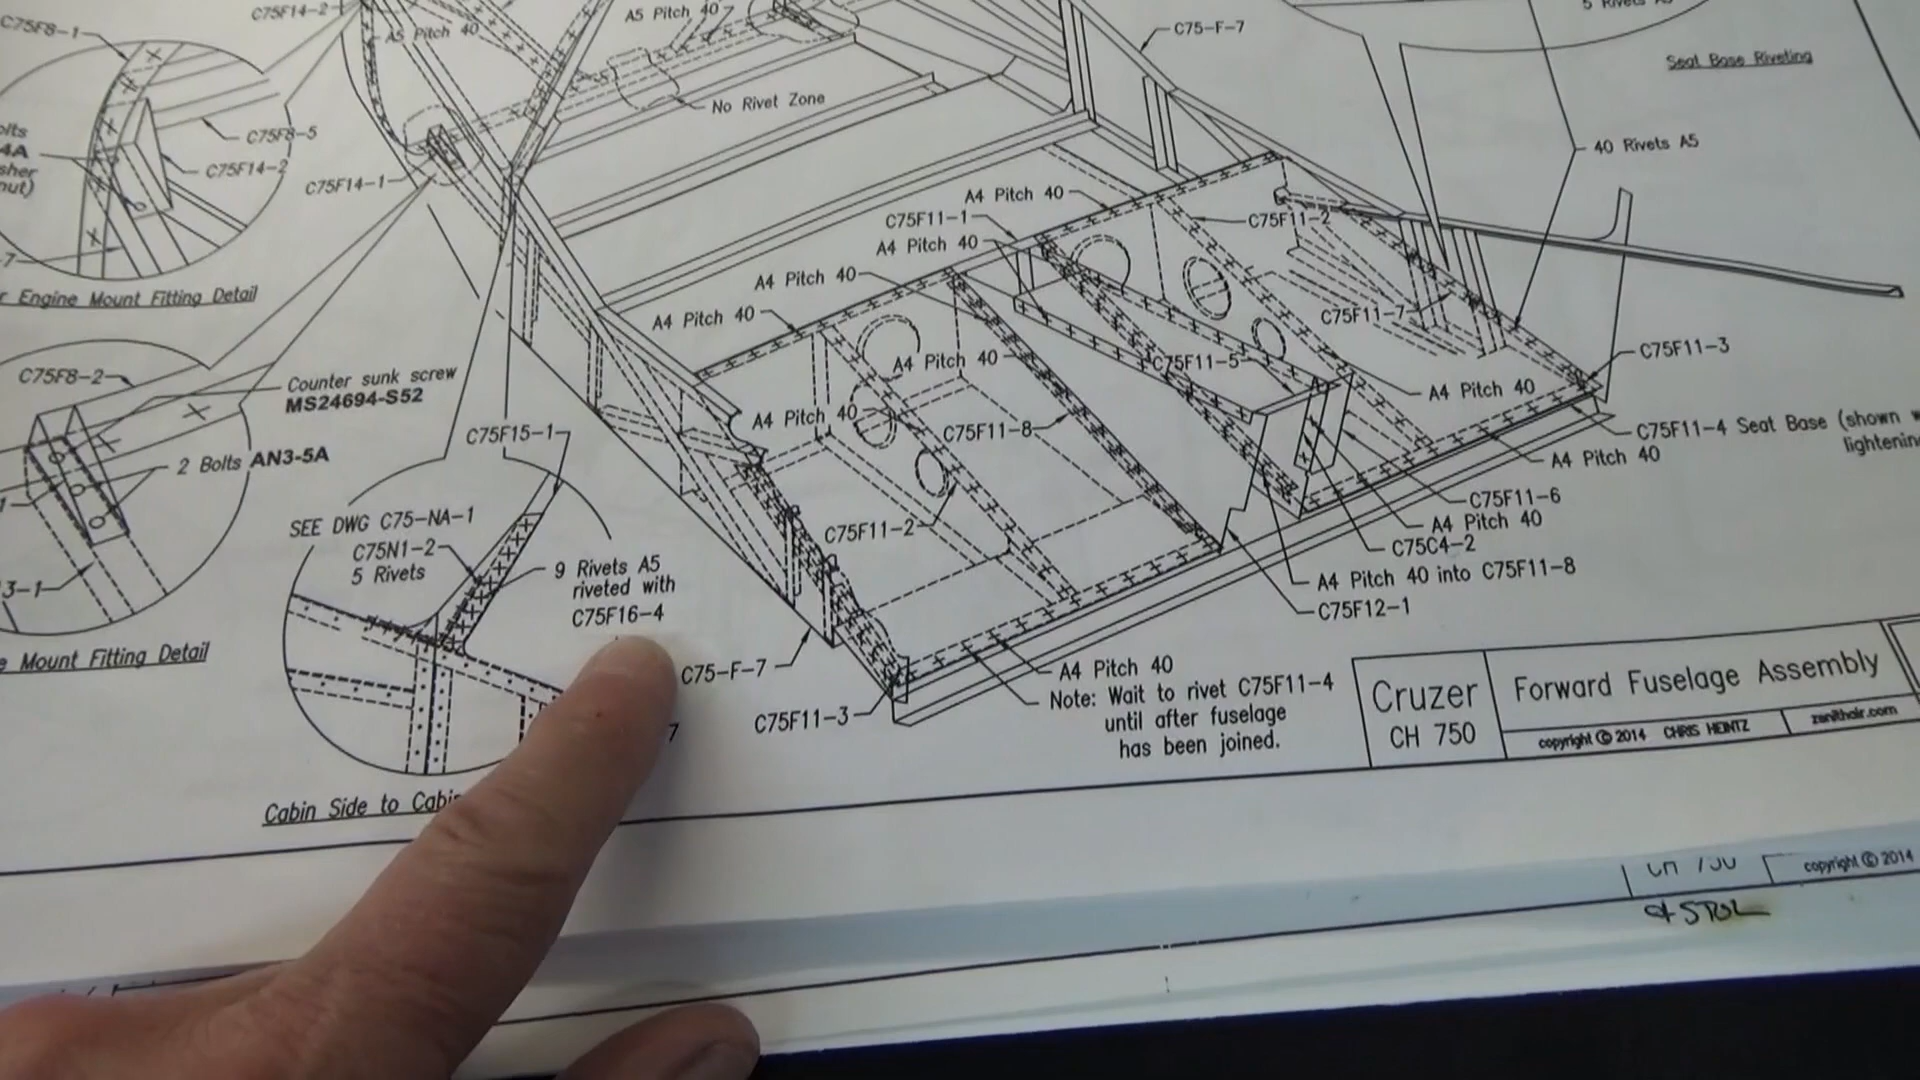 C75F8-1
C75F14-2
A5 Pitch 40
A5 Pitch 40
C75-F-7
5 Rivets
Seat Base Riveting
No Rivet Zone
40 Rivets A5
C75F8-5
C75F14-2
C75F14-1
4A
nut)
Engine Mount Fitting Detail
A4 Pitch 40
C75F11-1
A4 Pitch 40
C75F11-2
A4 Pitch 40
A4 Pitch 40
C75F11-7
C75F11-3
A4 Pitch 40
C75F11-5
A4 Pitch 40
A4 Pitch 40
C75F11-8
C75F11-4 Seat Base (shown
A4 Pitch 40
C75F8-2
Counter sunk screw
MS24694-S52
2 Bolts AN3-5A
C75F15-1
C75F11-6
A4 Pitch 40
C75C4-2
A4 Pitch 40 into C75F11-8
C75F12-1
C75F11-2
SEE DWG C75-NA-1
C75N1-2
5 Rivets
9 Rivets A5
riveted with
C75F16-4
3-1
Mount Fitting Detail
C75-F-7
C75F11-3
A4 Pitch 40
Note: Wait to rivet C75F11-4
until after fuselage
has been joined.
Cruzer
CH 750
Forward Fuselage Assembly
copyright © 2014 CHRIS HEINTZ
zenithair.com
Cabin Side to
copyright © 2014